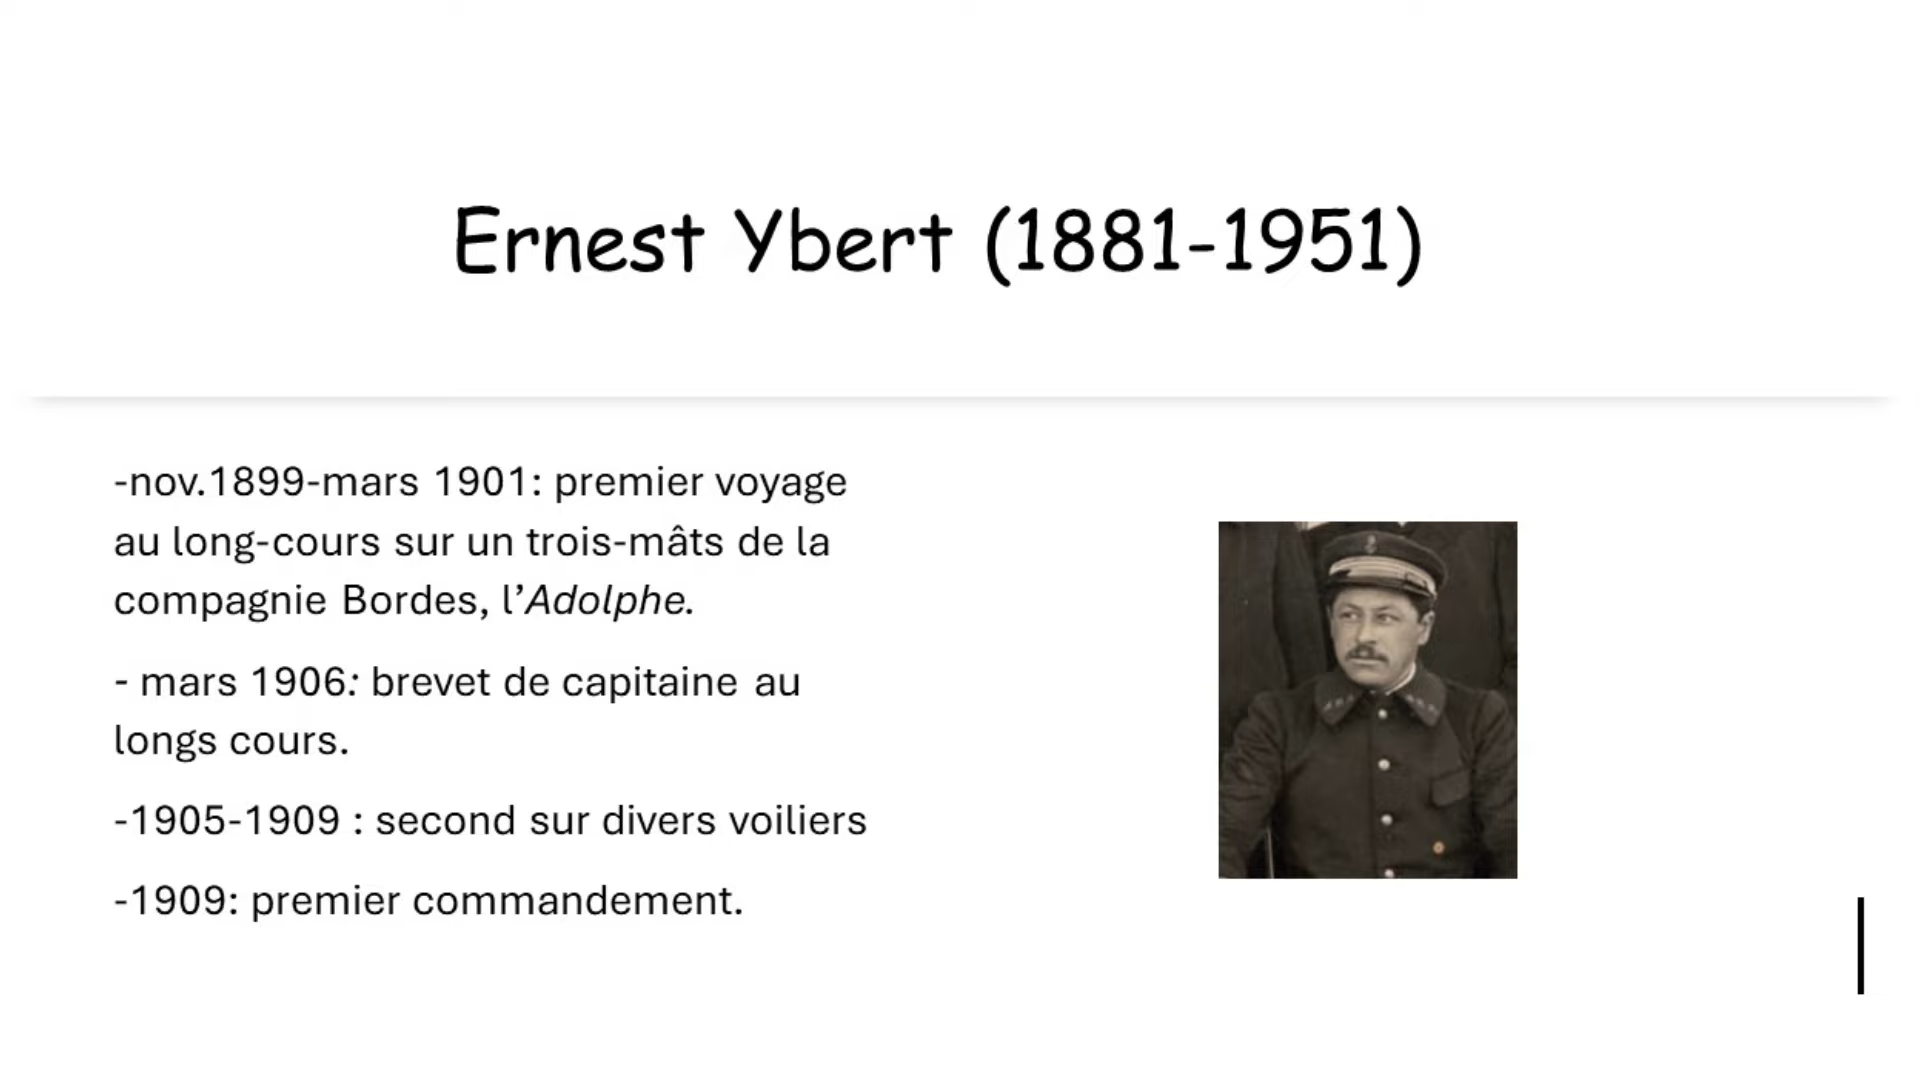 Ernest Ybert (1881-1951)
-nov.1899-mars 1901: premier voyage
au long-cours sur un trois-mâts de la
compagnie Bordes, l’Adolphe.
- mars 1906: brevet de capitaine au
longs cours.
-1905-1909 : second sur divers voiliers
-1909: premier commandement.